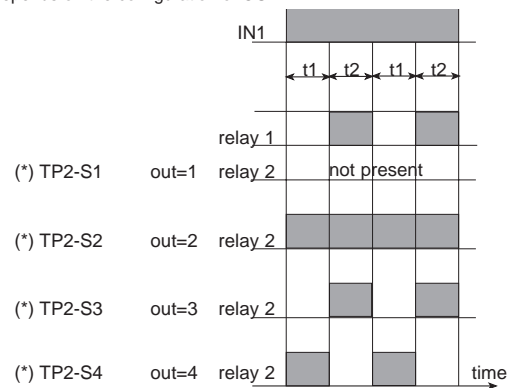 IN1
t1 t2 t1 t2
relay 1
(*) TP2-S1 out=1 relay 2 not present
(*) TP2-S2 out=2 relay 2
(*) TP2-S3 out=3 relay 2
(*) TP2-S4 out=4 relay 2 time